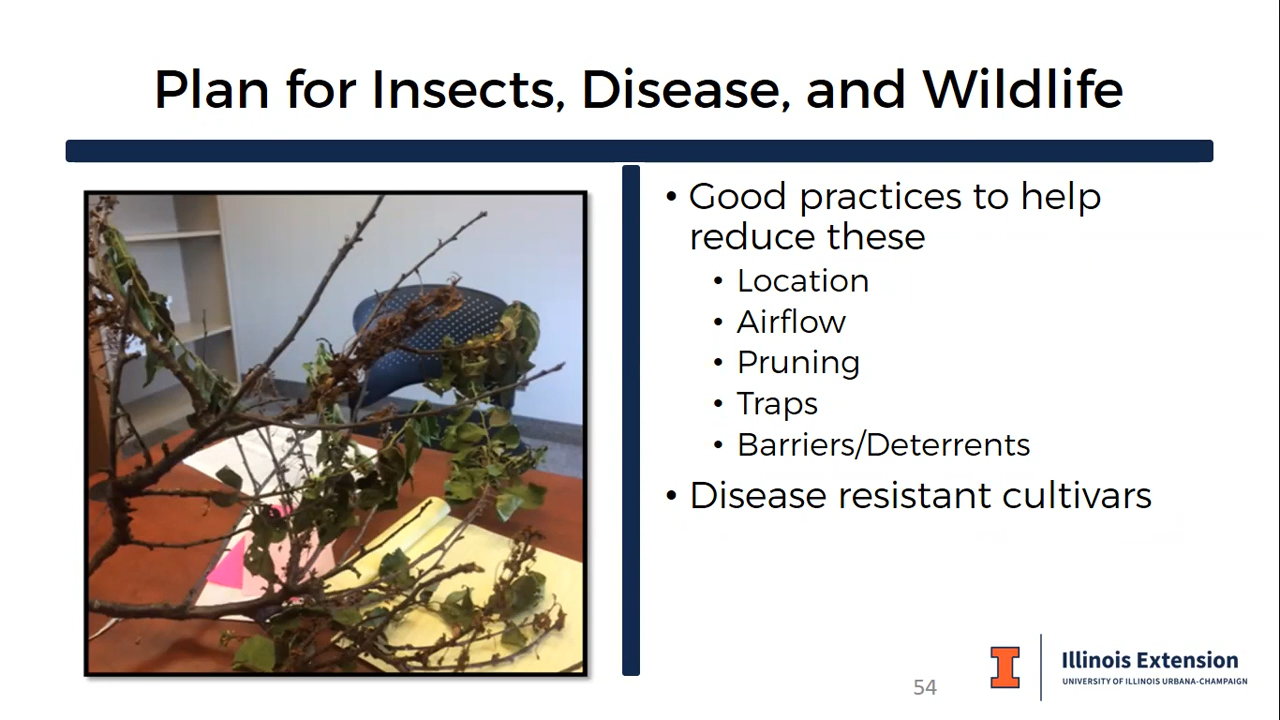 Plan for Insects, Disease, and Wildlife
• Good practices to help
reduce these
• Location
• Airflow
• Pruning
• Traps
• Barriers/Deterrents
• Disease resistant cultivars
54
Illinois Extension
UNIVERSITY OF ILLINOIS URBANA-CHAMPAIGN